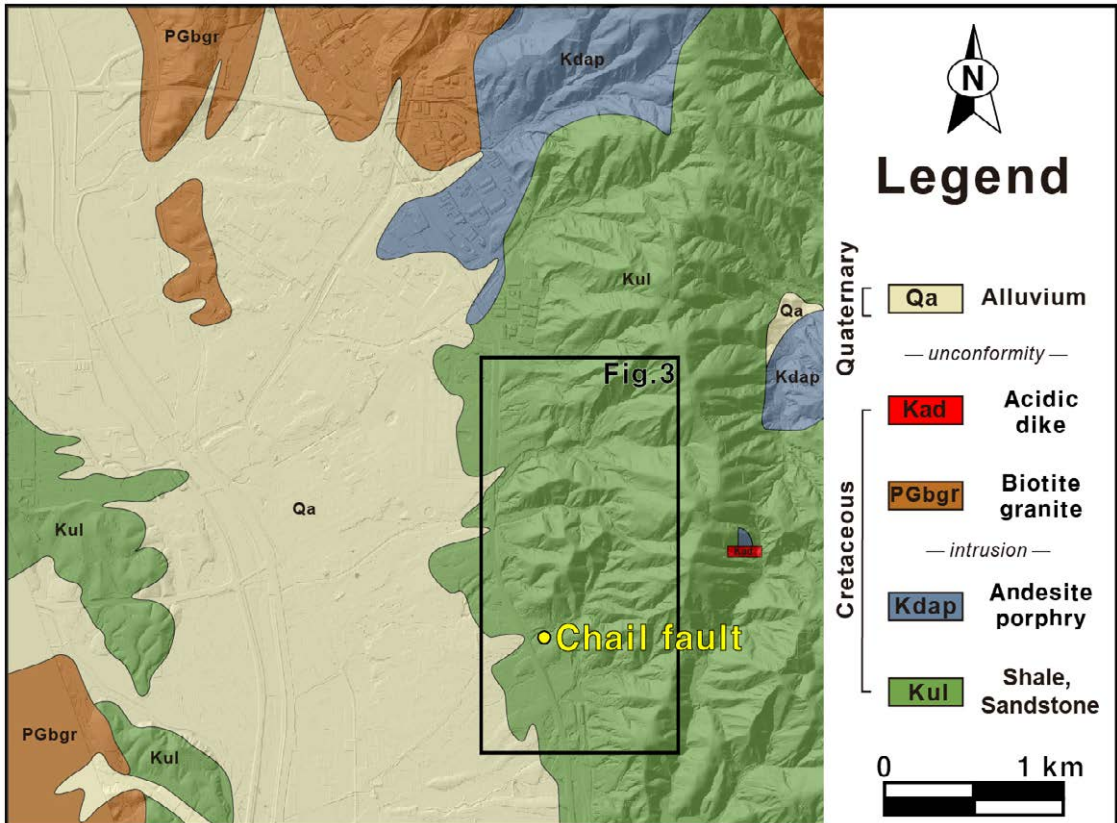 PGbgr
Kdap
Kul
Qa
Kdap
Fig.3
Qa
Kul
Kad
Chail fault
PGbgr
Kul
N
Legend
Quaternary
Qa Alluvium
— unconformity —
Cretaceous
Kad Acidic
dike
PGbgr Biotite
granite
— intrusion —
Kdap Andesite
porphry
Kul Shale,
Sandstone
0 1 km